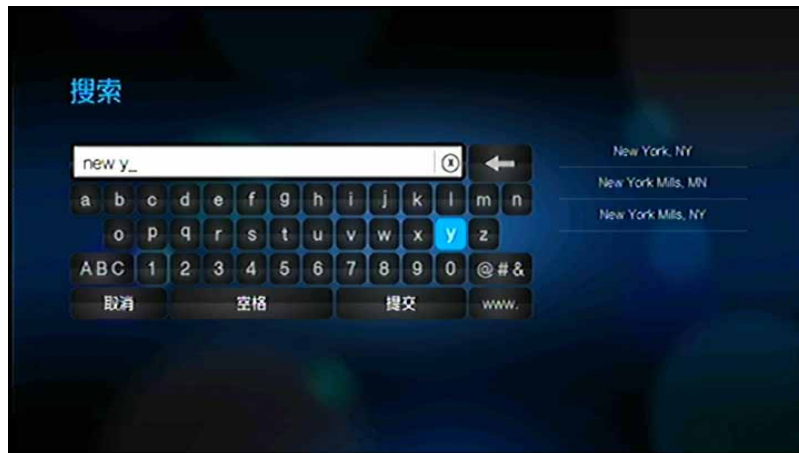 搜索
new y_
New York, NY
New York Mills, MN
New York Mills, NY
a b c d e f g h i j k l m n
o p q r s t u v w x y z
ABC 1 2 3 4 5 6 7 8 9 0 @#&
取消 空格 提交 www.